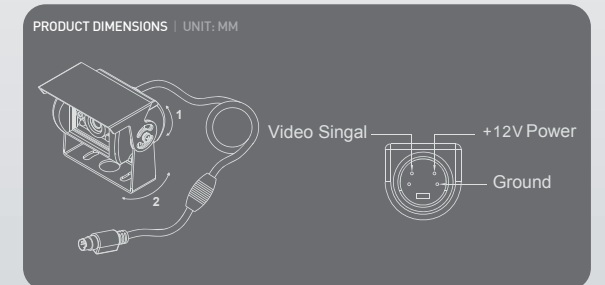 PRODUCT DIMENSIONS | UNIT: MM
1
2
Video Singal
+12V Power
Ground